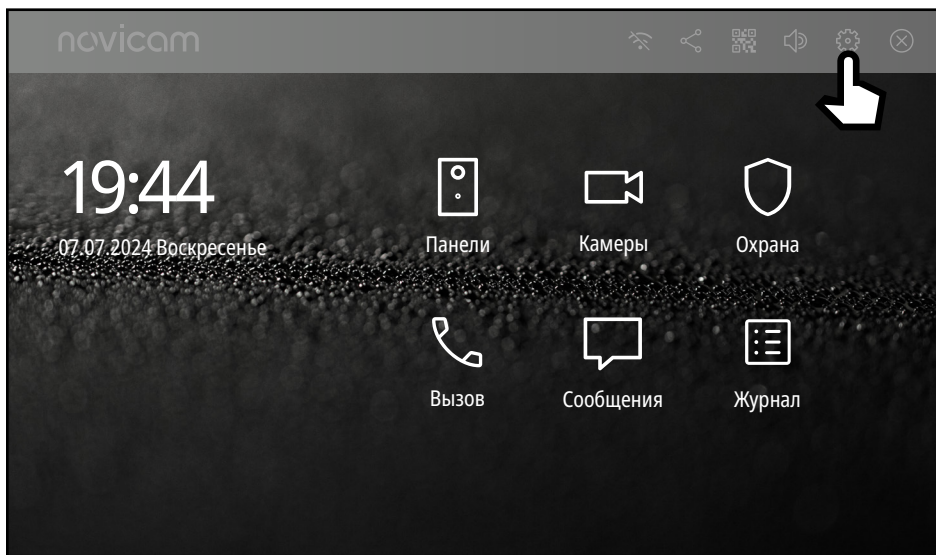 novicam
19:44
07.07.2024 Воскресенье
Панели
Камеры
Охрана
Вызов
Сообщения
Журнал